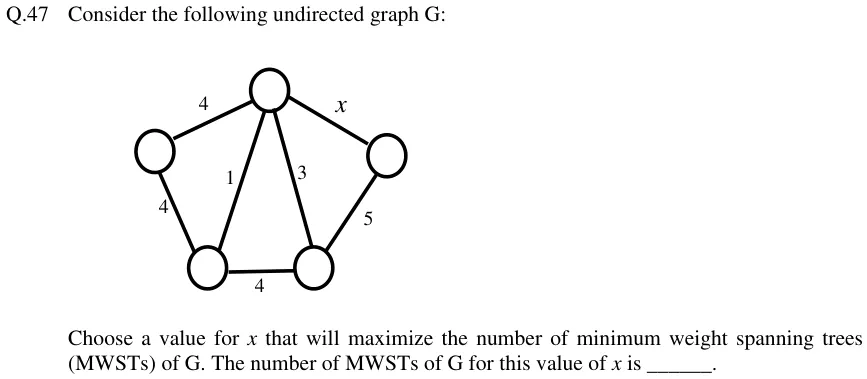 Q.47 Consider the following undirected graph G:
4
x
1
3
4
5
4
Choose a value for x that will maximize the number of minimum weight spanning trees
(MWSTs) of G. The number of MWSTs of G for this value of x is ______.